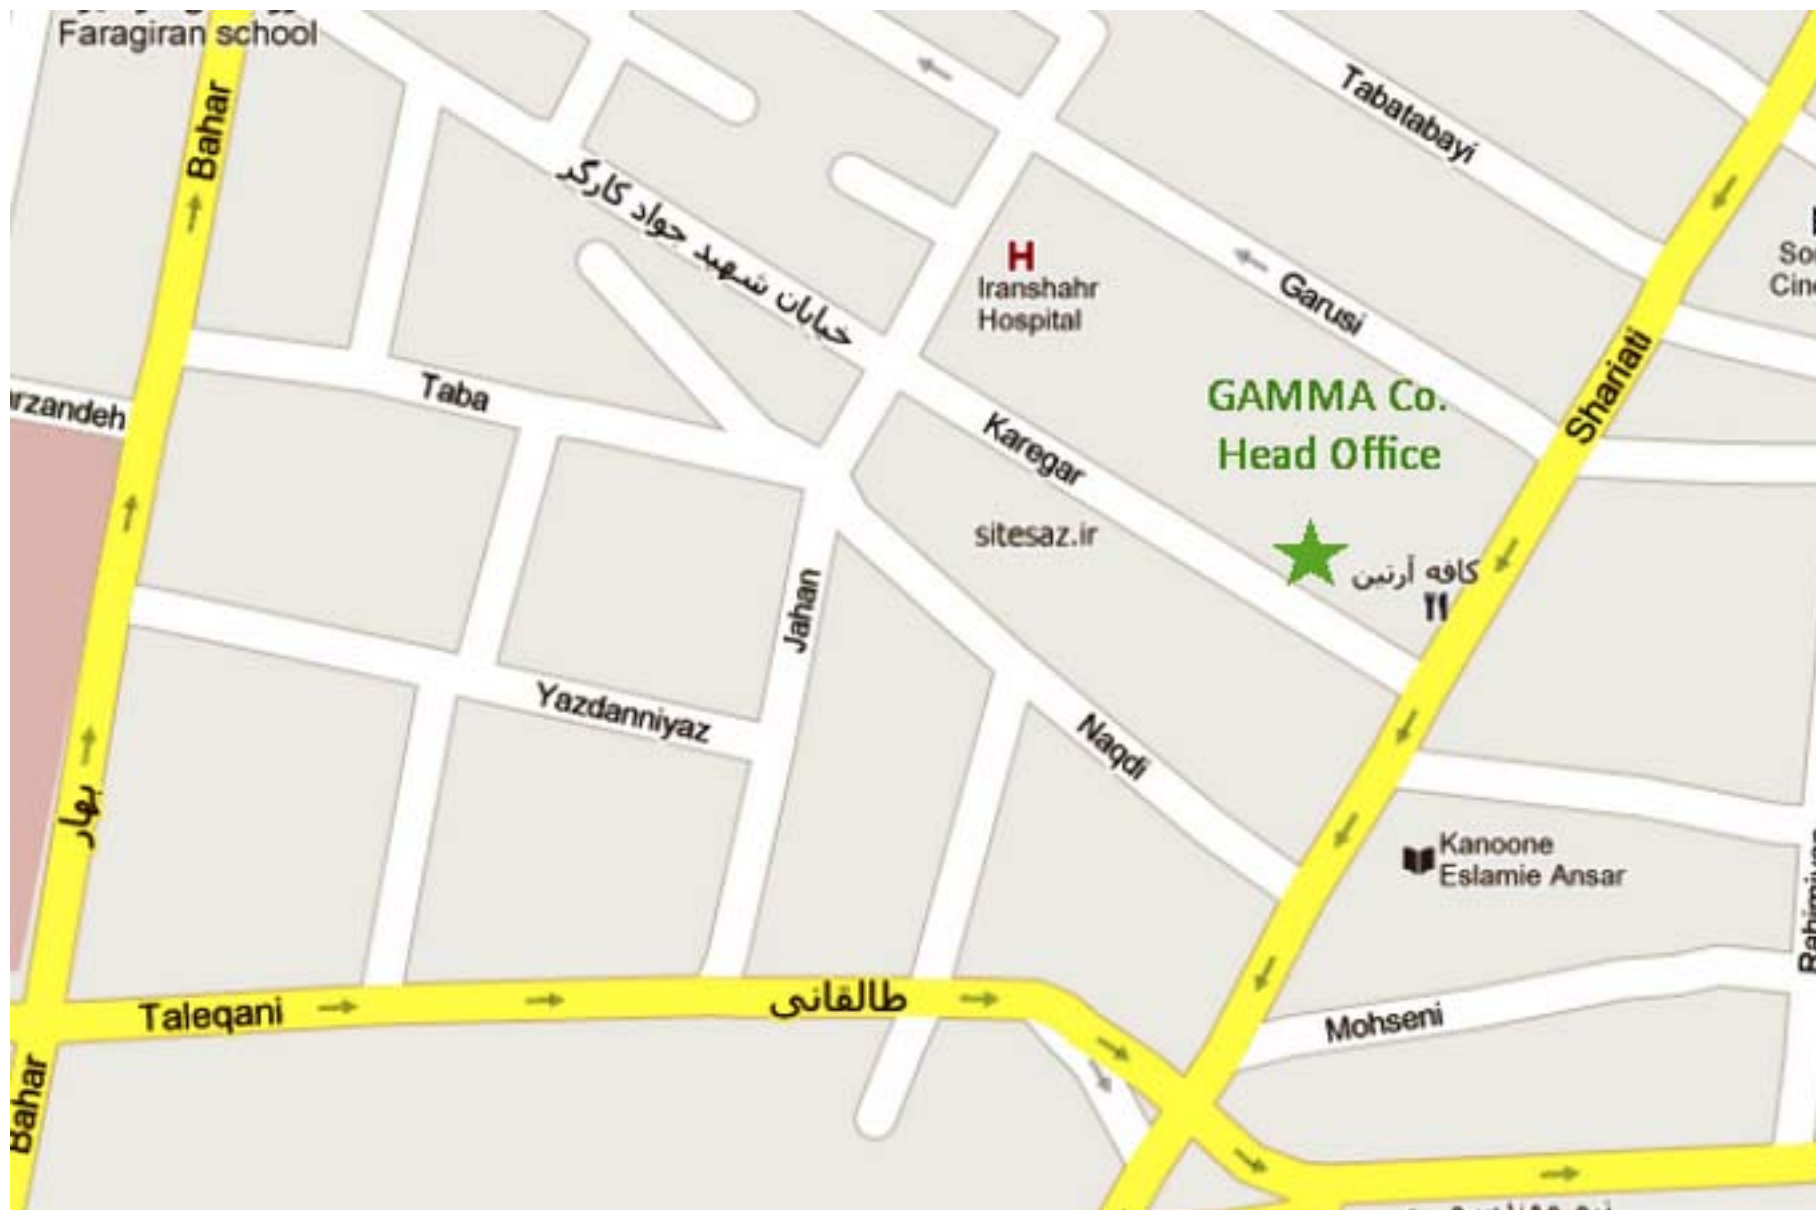 Faragiran school
Bahar
Tabatabayi
خیابان شهید جواد کارگر
Iranshahr
Hospital
Garusi
Shariati
Taba
GAMMA Co.
Head Office
Karegar
sitesaz.ir
کافه آرتین
Jahan
Yazdanniyaz
Naqdi
بهار
Kanoone
Eslamie Ansar
Taleqani
طالقانی
Mohseni
Bahar